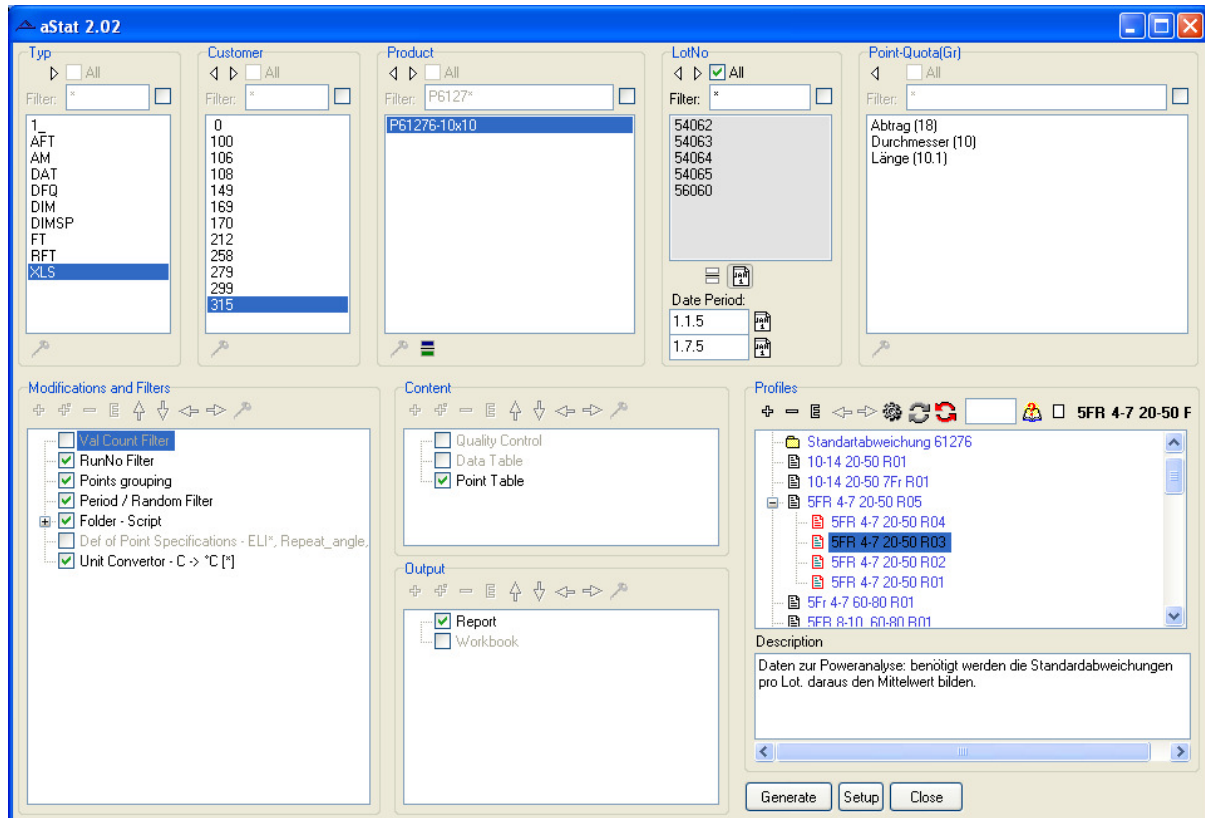 aStat 2.02
Typ
All
Filter: *
1_
AFT
AM
DAT
DFQ
DIM
DIMSP
FT
RFT
XLS
Customer
All
Filter: *
0
100
106
108
149
169
170
212
258
279
299
315
Product
All
Filter: P6127*
P61276-10x10
LotNo
All
Filter: *
54062
54063
54064
54065
56060
Date Period:
1.1.5
1.7.5
Point-Quota(Gr)
All
Filter: *
Abtrag (18)
Durchmesser (10)
Länge (10.1)
Modifications and Filters
Val Count Filter
RunNo Filter
Points grouping
Period / Random Filter
Folder - Script
Def of Point Specifications - ELI*, Repeat_angle,
Unit Convertor - C -> °C [*]
Content
Quality Control
Data Table
Point Table
Output
Report
Workbook
Profiles
5FR 4-7 20-50 F
Standartabweichung 61276
10-14 20-50 R01
10-14 20-50 7Fr R01
5FR 4-7 20-50 R05
5FR 4-7 20-50 R04
5FR 4-7 20-50 R03
5FR 4-7 20-50 R02
5FR 4-7 20-50 R01
5Fr 4-7 60-80 R01
5FR 8-10 60-80 R01
Description
Daten zur Poweranalyse: benötigt werden die Standardabweichungen
pro Lot. daraus den Mittelwert bilden.
Generate
Setup
Close